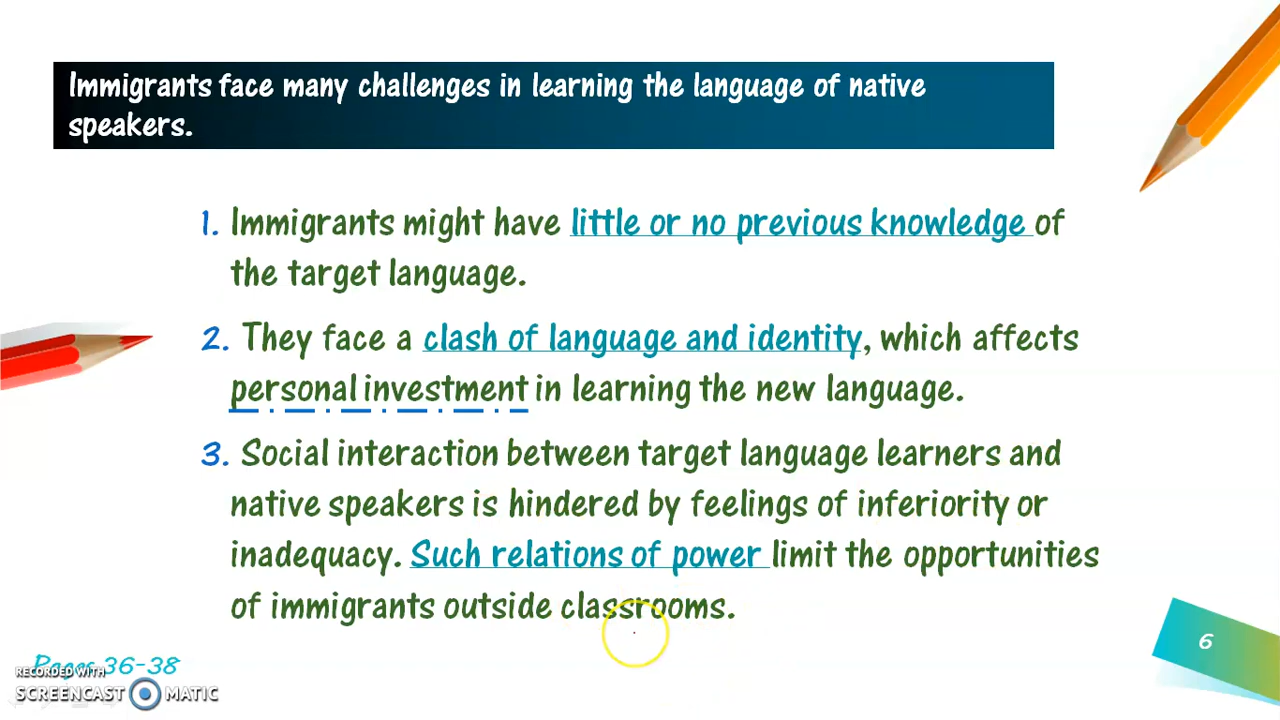 Immigrants face many challenges in learning the language of native
speakers.
1. Immigrants might have little or no previous knowledge of
the target language.
2. They face a clash of language and identity, which affects
personal investment in learning the new language.
3. Social interaction between target language learners and
native speakers is hindered by feelings of inferiority or
inadequacy. Such relations of power limit the opportunities
of immigrants outside classrooms.
6
Pages 36-38
RECORDED WITH
SCREENCAST MATIC